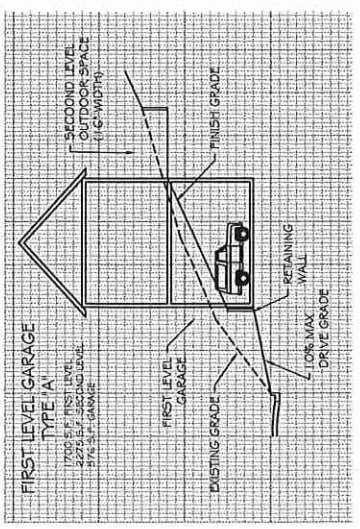 FIRST LEVEL GARAGE
TYPE "A"
1700 S.F. FIRST LEVEL
2275 S.F. SECOND LEVEL
576 S.F. GARAGE
SECOOND LEVEL
OUTDOOR SPACE
(16' WIDTH)
FIRST LEVEL
GARAGE
EXISTING GRADE
FINISH GRADE
RETAINING
WALL
10% MAX
DRIVE GRADE